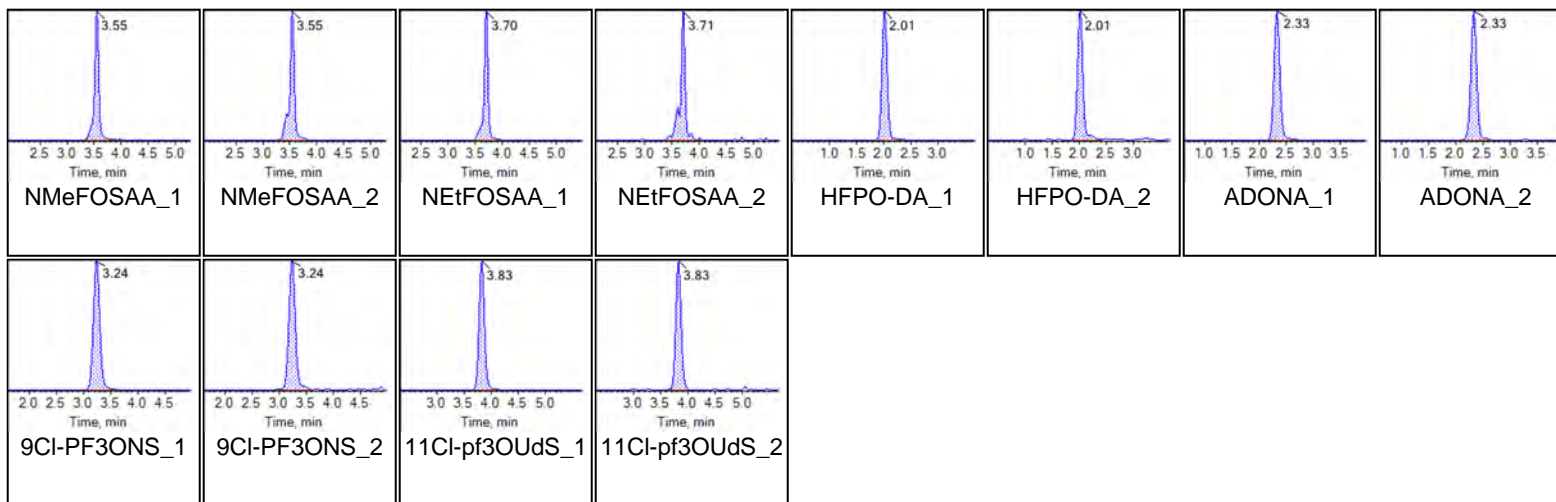 3.55 3.55 3.70 3.71 2.01 2.01 2.33 2.33
2.5 3.0 3.5 4.0 4.5 5.0 2.5 3.0 3.5 4.0 4.5 5.0 2.5 3.0 3.5 4.0 4.5 5.0 2.5 3.0 3.5 4.0 4.5 5.0 1.0 1.5 2.0 2.5 3.0 1.0 1.5 2.0 2.5 3.0 1.0 1.5 2.0 2.5 3.0 3.5 1.0 1.5 2.0 2.5 3.0 3.5
Time, min Time, min Time, min Time, min Time, min Time, min Time, min Time, min
NMeFOSAA_1 NMeFOSAA_2 NEtFOSAA_1 NEtFOSAA_2 HFPO-DA_1 HFPO-DA_2 ADONA_1 ADONA_2
3.24 3.24 3.83 3.83
2.0 2.5 3.0 3.5 4.0 4.5 2.0 2.5 3.0 3.5 4.0 4.5 3.0 3.5 4.0 4.5 5.0 3.0 3.5 4.0 4.5 5.0
Time, min Time, min Time, min Time, min
9Cl-PF3ONS_1 9Cl-PF3ONS_2 11Cl-pf3OUdS_1 11Cl-pf3OUdS_2